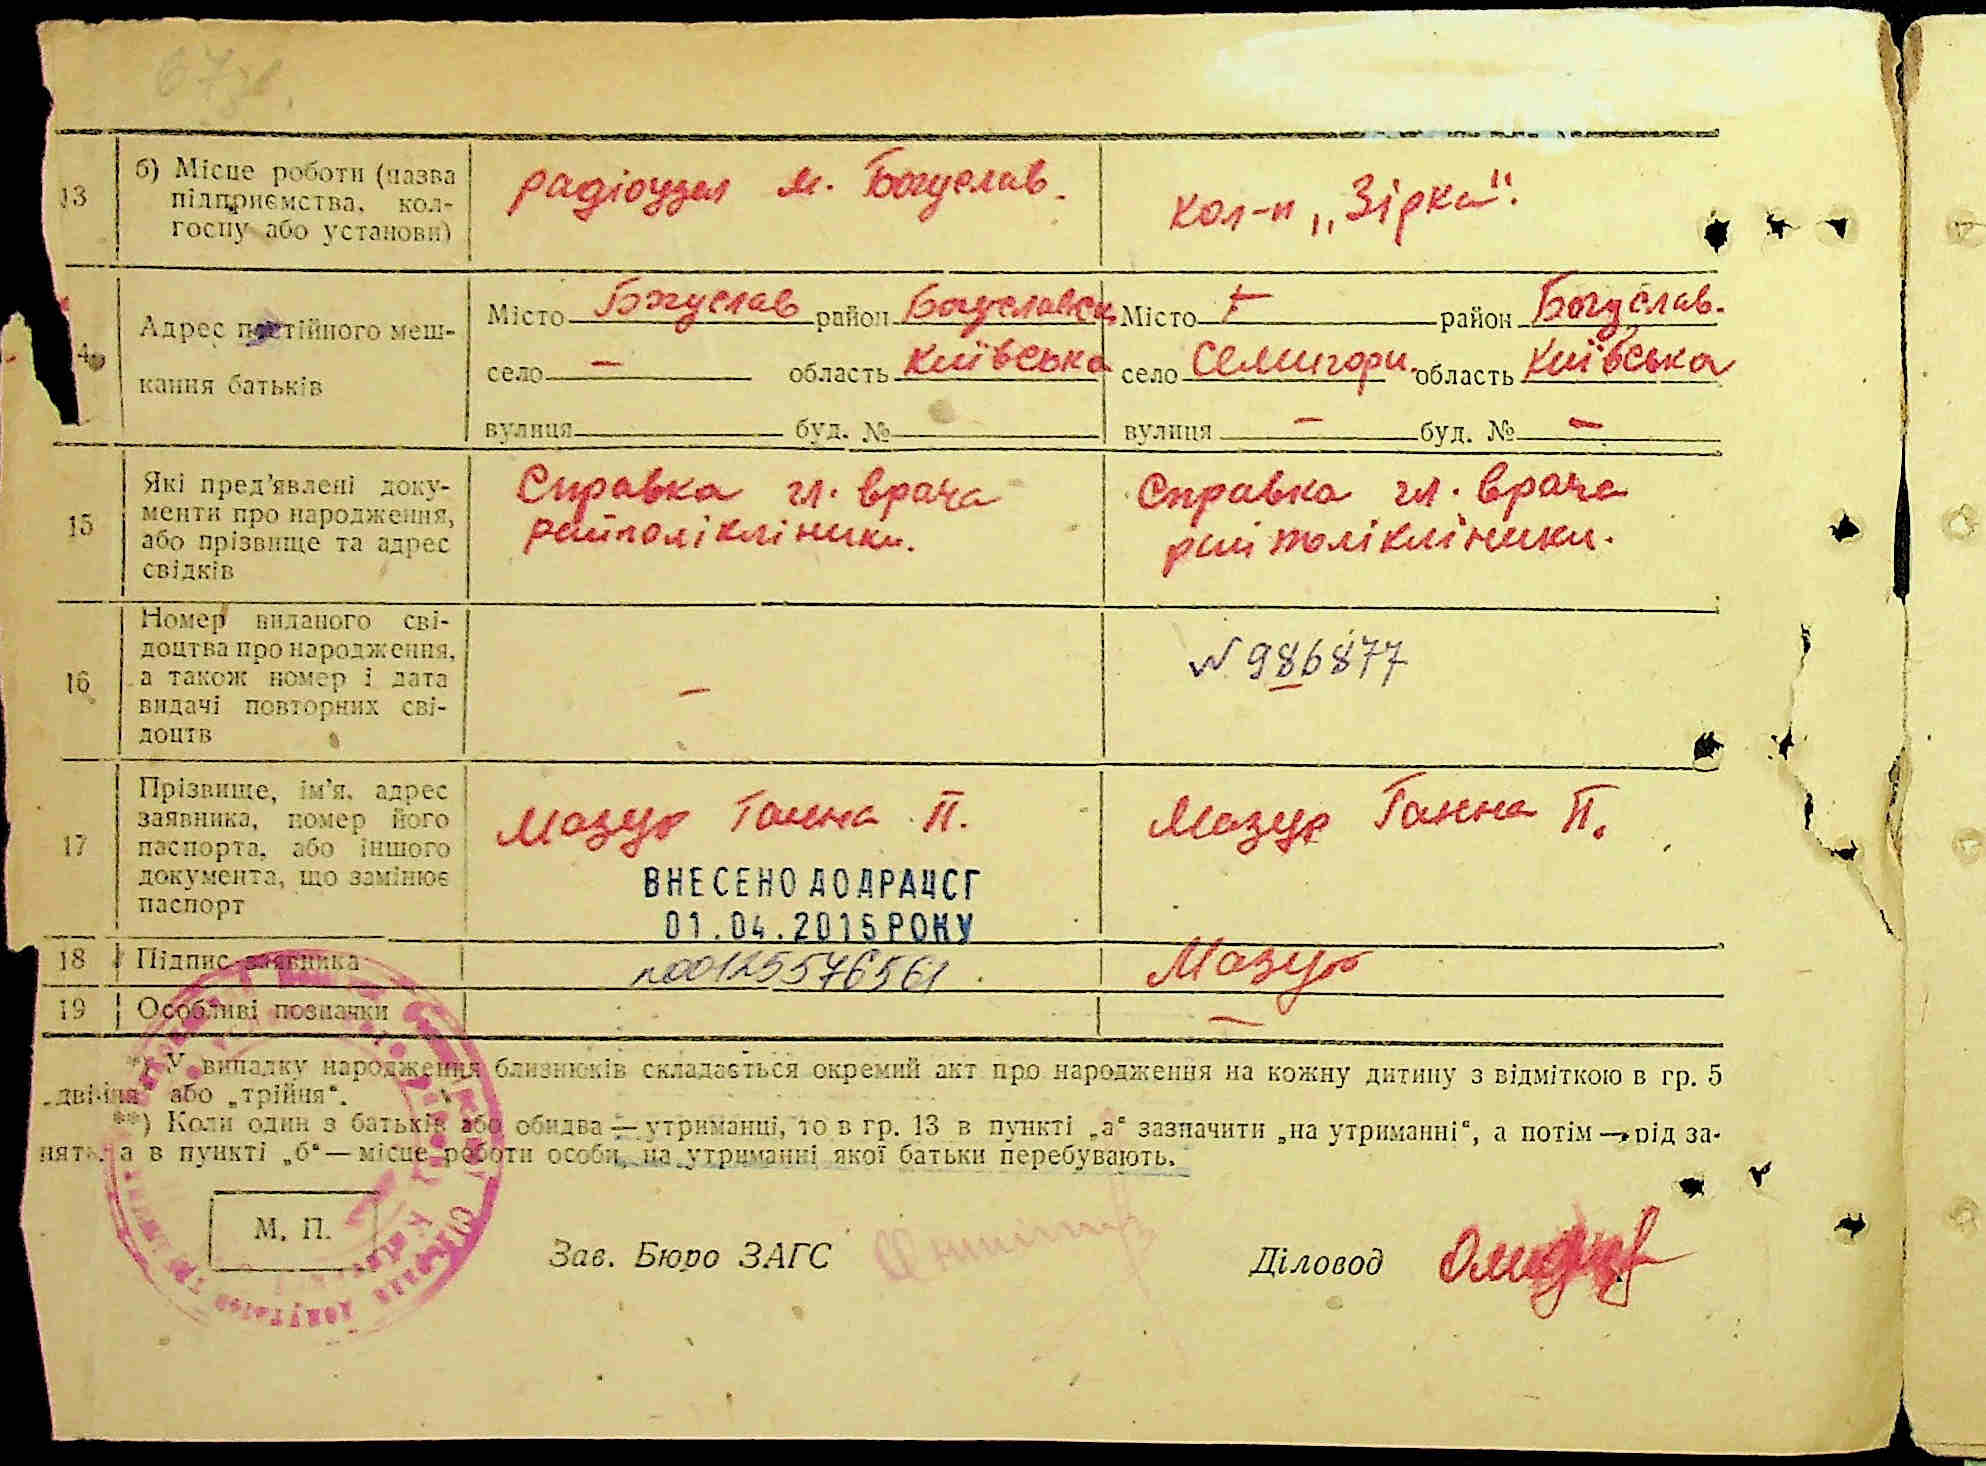 67зв.
13
б) Місце роботи (назва
підприємства, кол-
госпу або установи)
радіоузел м. Богуслав.
Кол-п „Зірка".
Адрес постійного меш-
кання батьків
Місто Богуслав район Богуславськ
село — область Київська
вулиця буд. №
Місто район Богуслав.
село Семигори. область Київська
вулиця — буд. № —
15
Які пред'явлені доку-
менти про народження,
або прізвище та адрес
свідків
Справка гл. врача
райполікліники.
Справка гл. врача
райполікліники.
16
Номер виданого сві-
доцтва про народження,
а також номер і дата
видачі повторних сві-
доцтв
—
№ 986877
17
Прізвище, ім'я, адрес
заявника, номер його
паспорта, або іншого
документа, що замінює
паспорт
Мазур Ганна П.
ВНЕСЕНО ДО ДРАЦСГ
01.04.2015 РОКУ
Мазур Ганна П.
18
Підпис заявника
00125576561
Мазур
19
Особливі позначки
—
*) У випадку народження близнюків складається окремий акт про народження на кожну дитину з відміткою в гр. 5
„двійня" або „трійня".
**) Коли один з батьків або обидва — утриманці, то в гр. 13 в пункті „а" зазначити „на утриманні", а потім — рід за-
нять, а в пункті „б" — місце роботи особи, на утриманні якої батьки перебувають.
М. П.
Зав. Бюро ЗАГС
Діловод